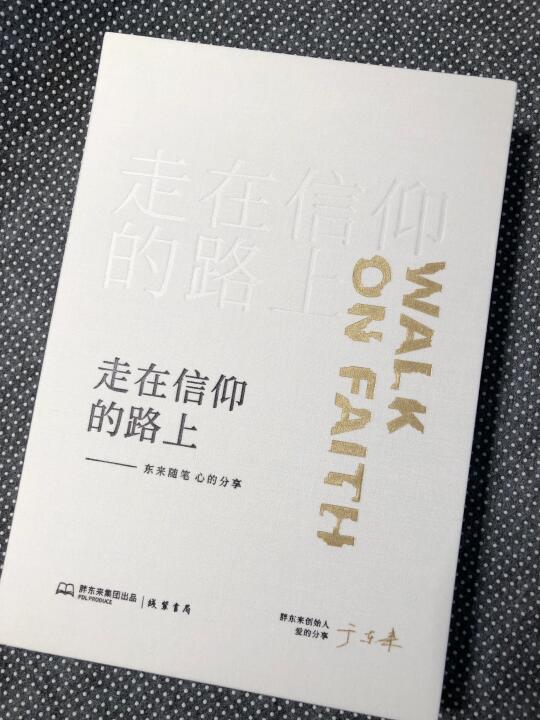 走在信仰
的路上
WALK
ON FAITH
走在信仰
的路上
东来随笔 心的分享
胖东来集团出品
PDL PRODUCE
线装书局
胖东来创始人
爱的分享
于东来